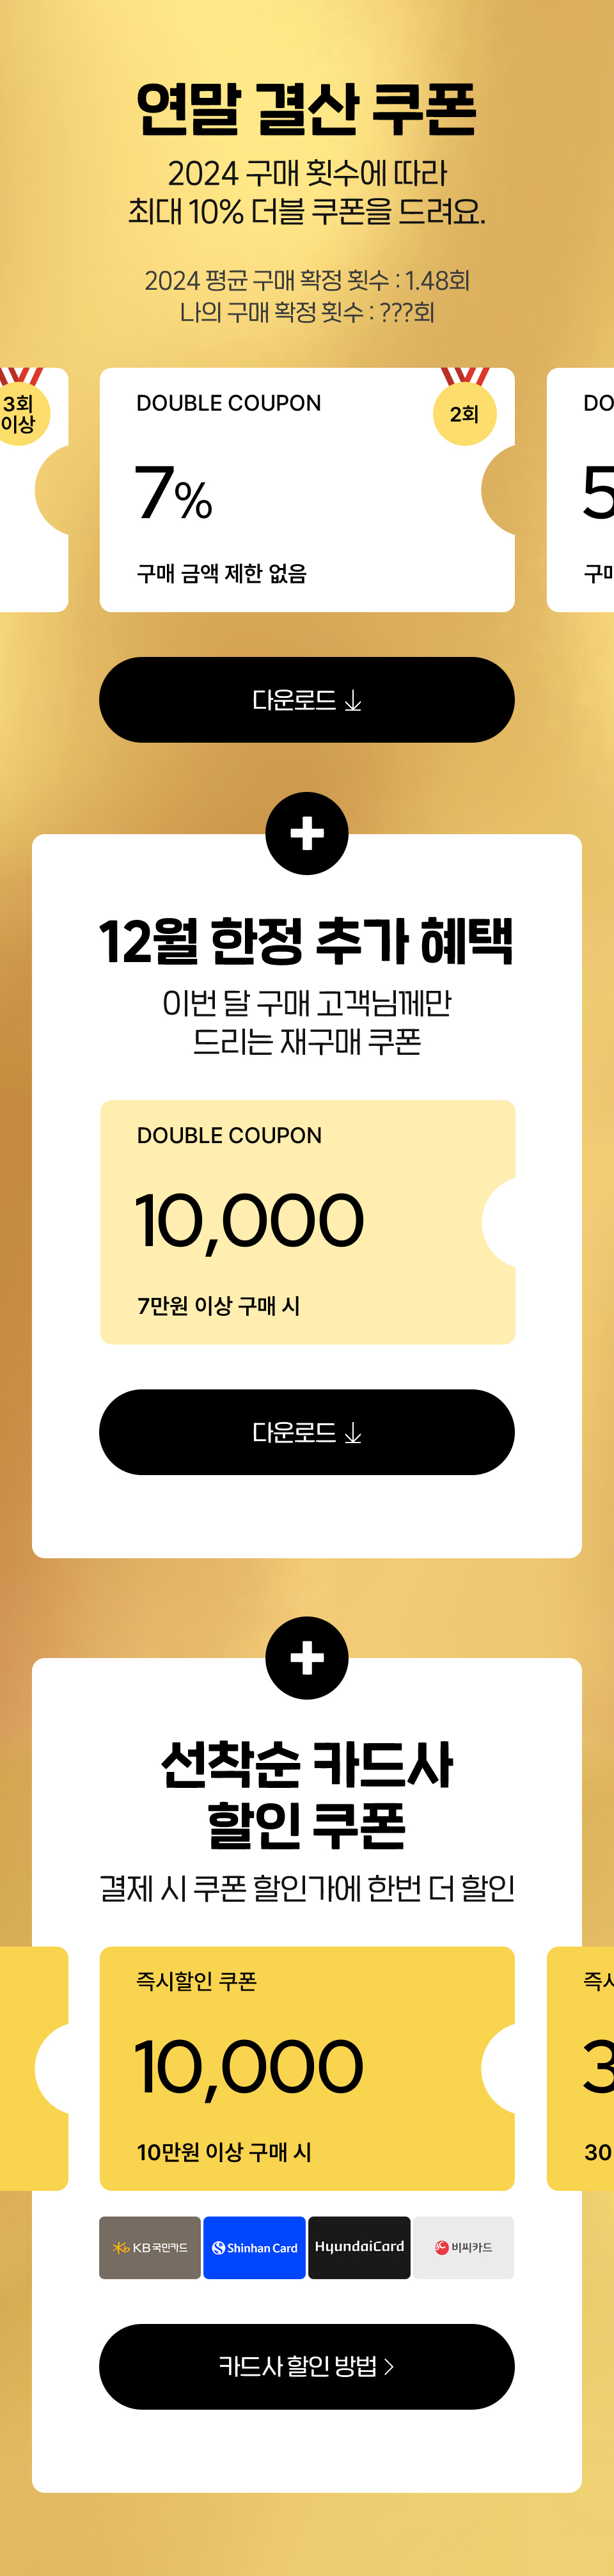 연말 결산 쿠폰
2024 구매 횟수에 따라
최대 10% 더블 쿠폰을 드려요.
2024 평균 구매 확정 횟수 : 1.48회
나의 구매 확정 횟수 : ???회
3회
이상
DOUBLE COUPON
2회
7%
구매 금액 제한 없음
DO
5
구매
다운로드
12월 한정 추가 혜택
이번 달 구매 고객님께만
드리는 재구매 쿠폰
DOUBLE COUPON
10,000
7만원 이상 구매 시
다운로드
선착순 카드사
할인 쿠폰
결제 시 쿠폰 할인가에 한번 더 할인
즉시할인 쿠폰
10,000
10만원 이상 구매 시
즉시
3
30
KB국민카드
Shinhan Card
HyundaiCard
비씨카드
카드사 할인 방법 >